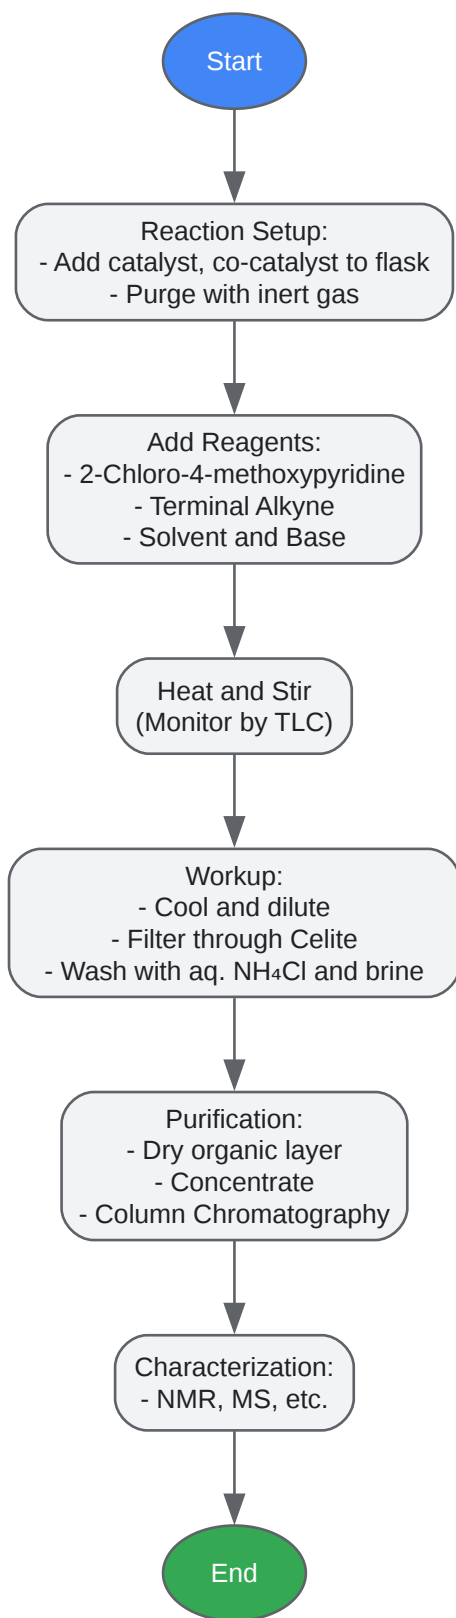 Start
Reaction Setup:
- Add catalyst, co-catalyst to flask
- Purge with inert gas
Add Reagents:
- 2-Chloro-4-methoxypyridine
- Terminal Alkyne
- Solvent and Base
Heat and Stir
(Monitor by TLC)
Workup:
- Cool and dilute
- Filter through Celite
- Wash with aq. NH₄Cl and brine
Purification:
- Dry organic layer
- Concentrate
- Column Chromatography
Characterization:
- NMR, MS, etc.
End